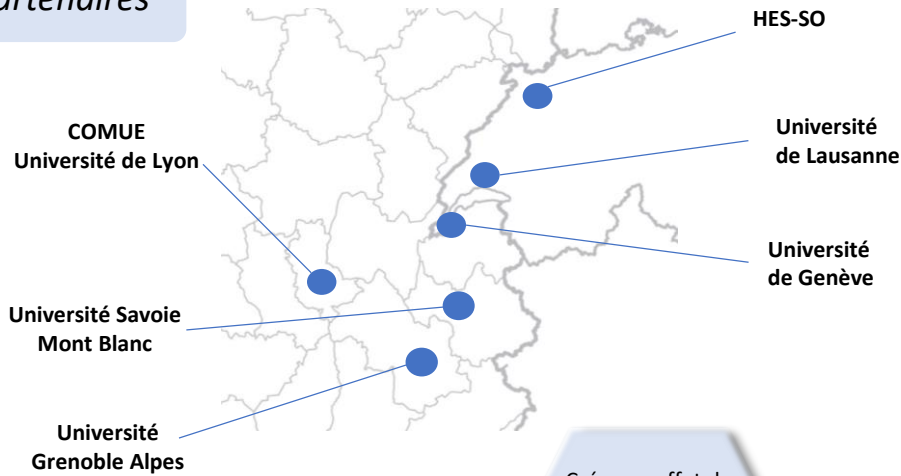 HES-SO
COMUE
Université de Lyon
Université
de Lausanne
Université
de Genève
Université Savoie
Mont Blanc
Université
Grenoble Alpes